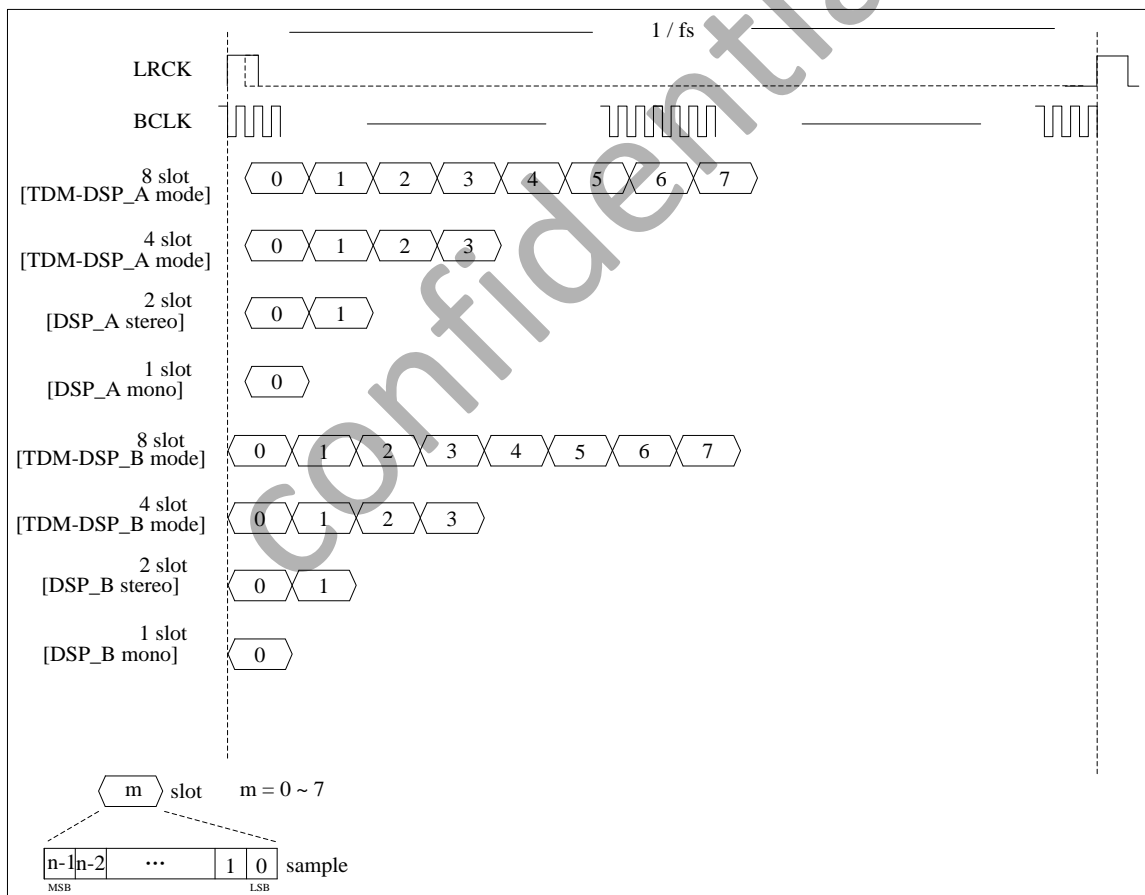 1 / fs
LRCK
BCLK
8 slot
[TDM-DSP_A mode]
0 1 2 3 4 5 6 7
4 slot
[TDM-DSP_A mode]
0 1 2 3
2 slot
[DSP_A stereo]
0 1
1 slot
[DSP_A mono]
0
8 slot
[TDM-DSP_B mode]
0 1 2 3 4 5 6 7
4 slot
[TDM-DSP_B mode]
0 1 2 3
2 slot
[DSP_B stereo]
0 1
1 slot
[DSP_B mono]
0
m slot m = 0 ~ 7
n-1 n-2 ··· 1 0 sample
MSB LSB
confidential